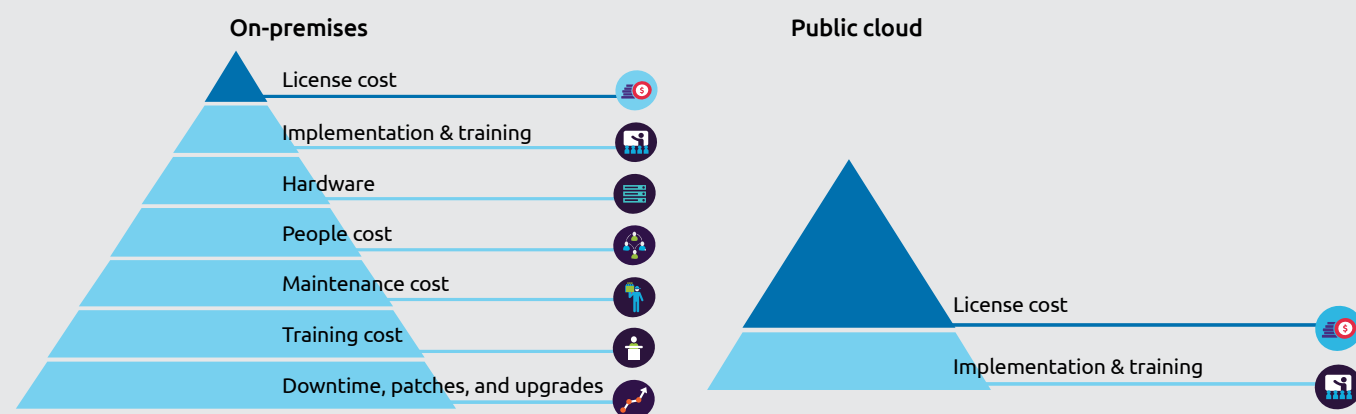 On-premises
License cost
Implementation & training
Hardware
People cost
Maintenance cost
Training cost
Downtime, patches, and upgrades
Public cloud
License cost
Implementation & training